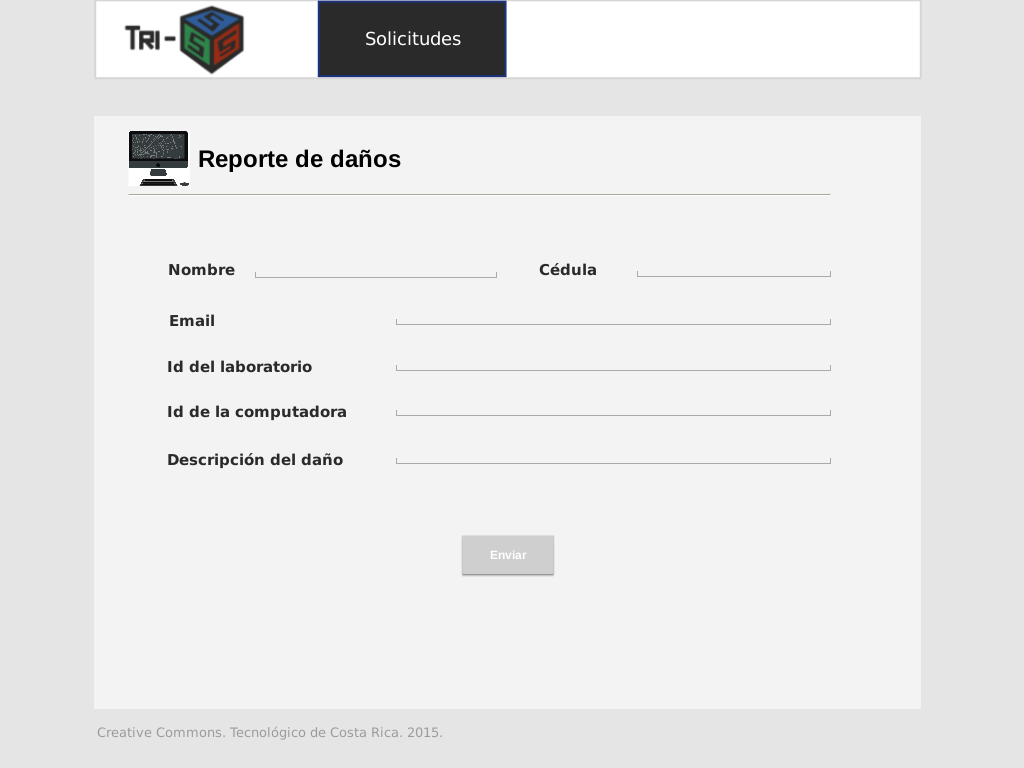 TRI-SSS Solicitudes
Reporte de daños
Nombre Cédula
Email
Id del laboratorio
Id de la computadora
Descripción del daño
Enviar
Creative Commons. Tecnológico de Costa Rica. 2015.